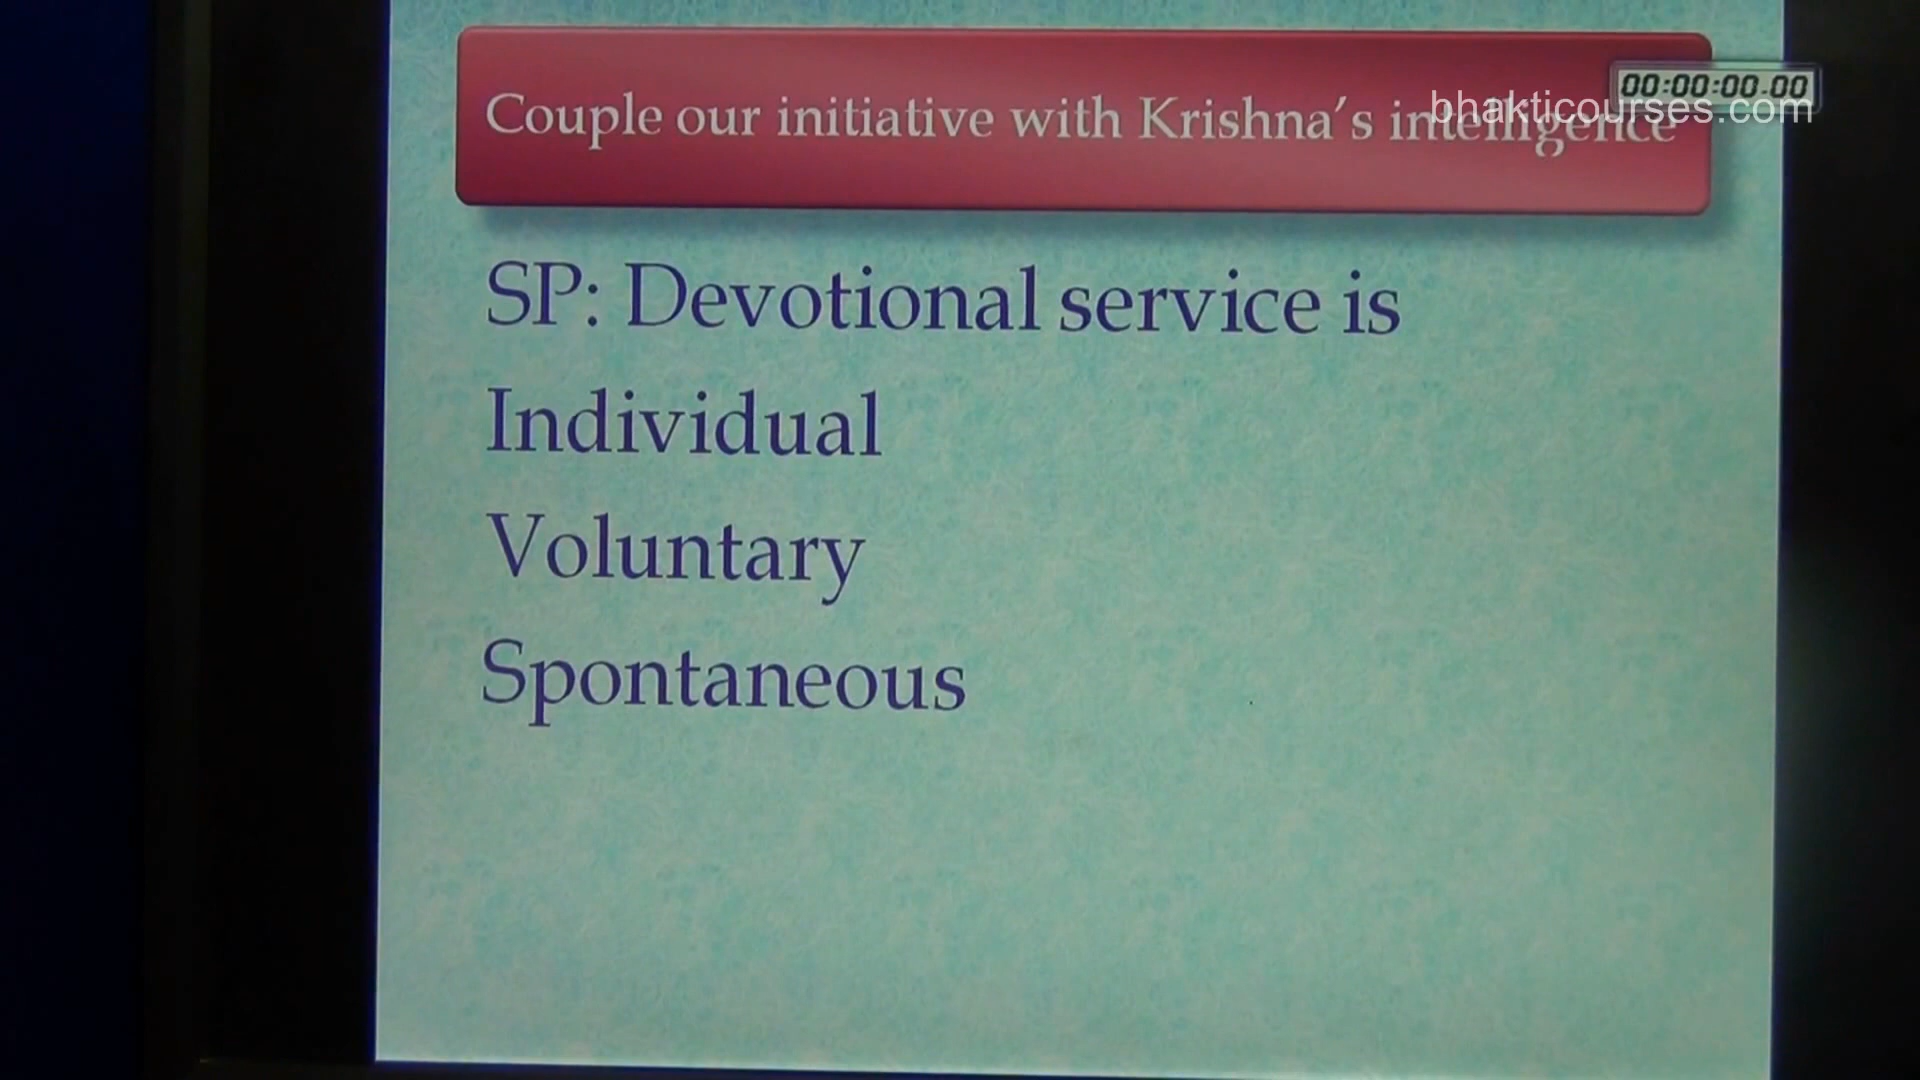 00:00:00.00
bhakticourses.com
Couple our initiative with Krishna's intelligence
SP: Devotional service is
Individual
Voluntary
Spontaneous